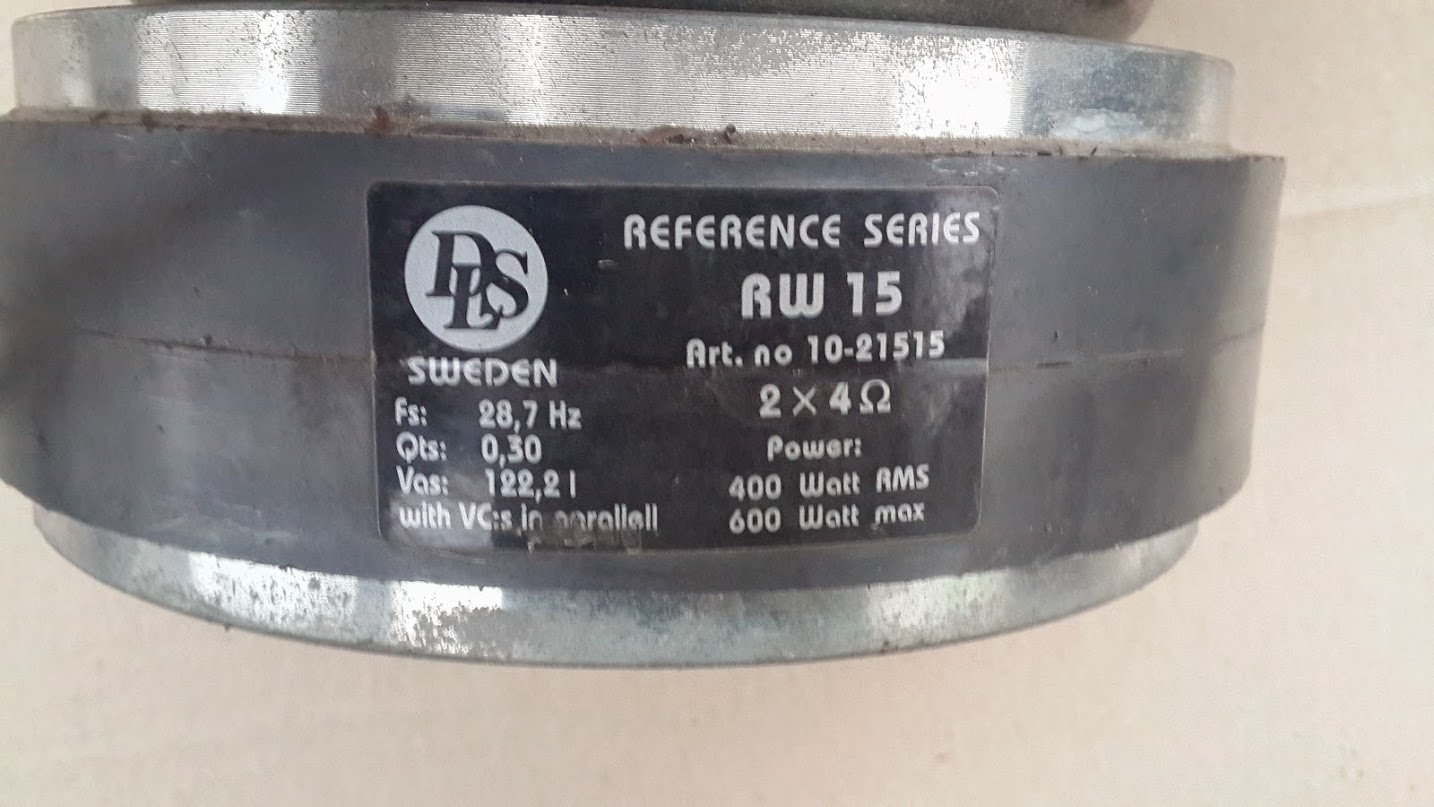 DLS
SWEDEN
Fs: 28,7 Hz
Qts: 0,30
Vas: 122,2 l
with VC:s in parallell
REFERENCE SERIES
RW 15
Art. no 10-21515
2 × 4 Ω
Power:
400 Watt RMS
600 Watt max